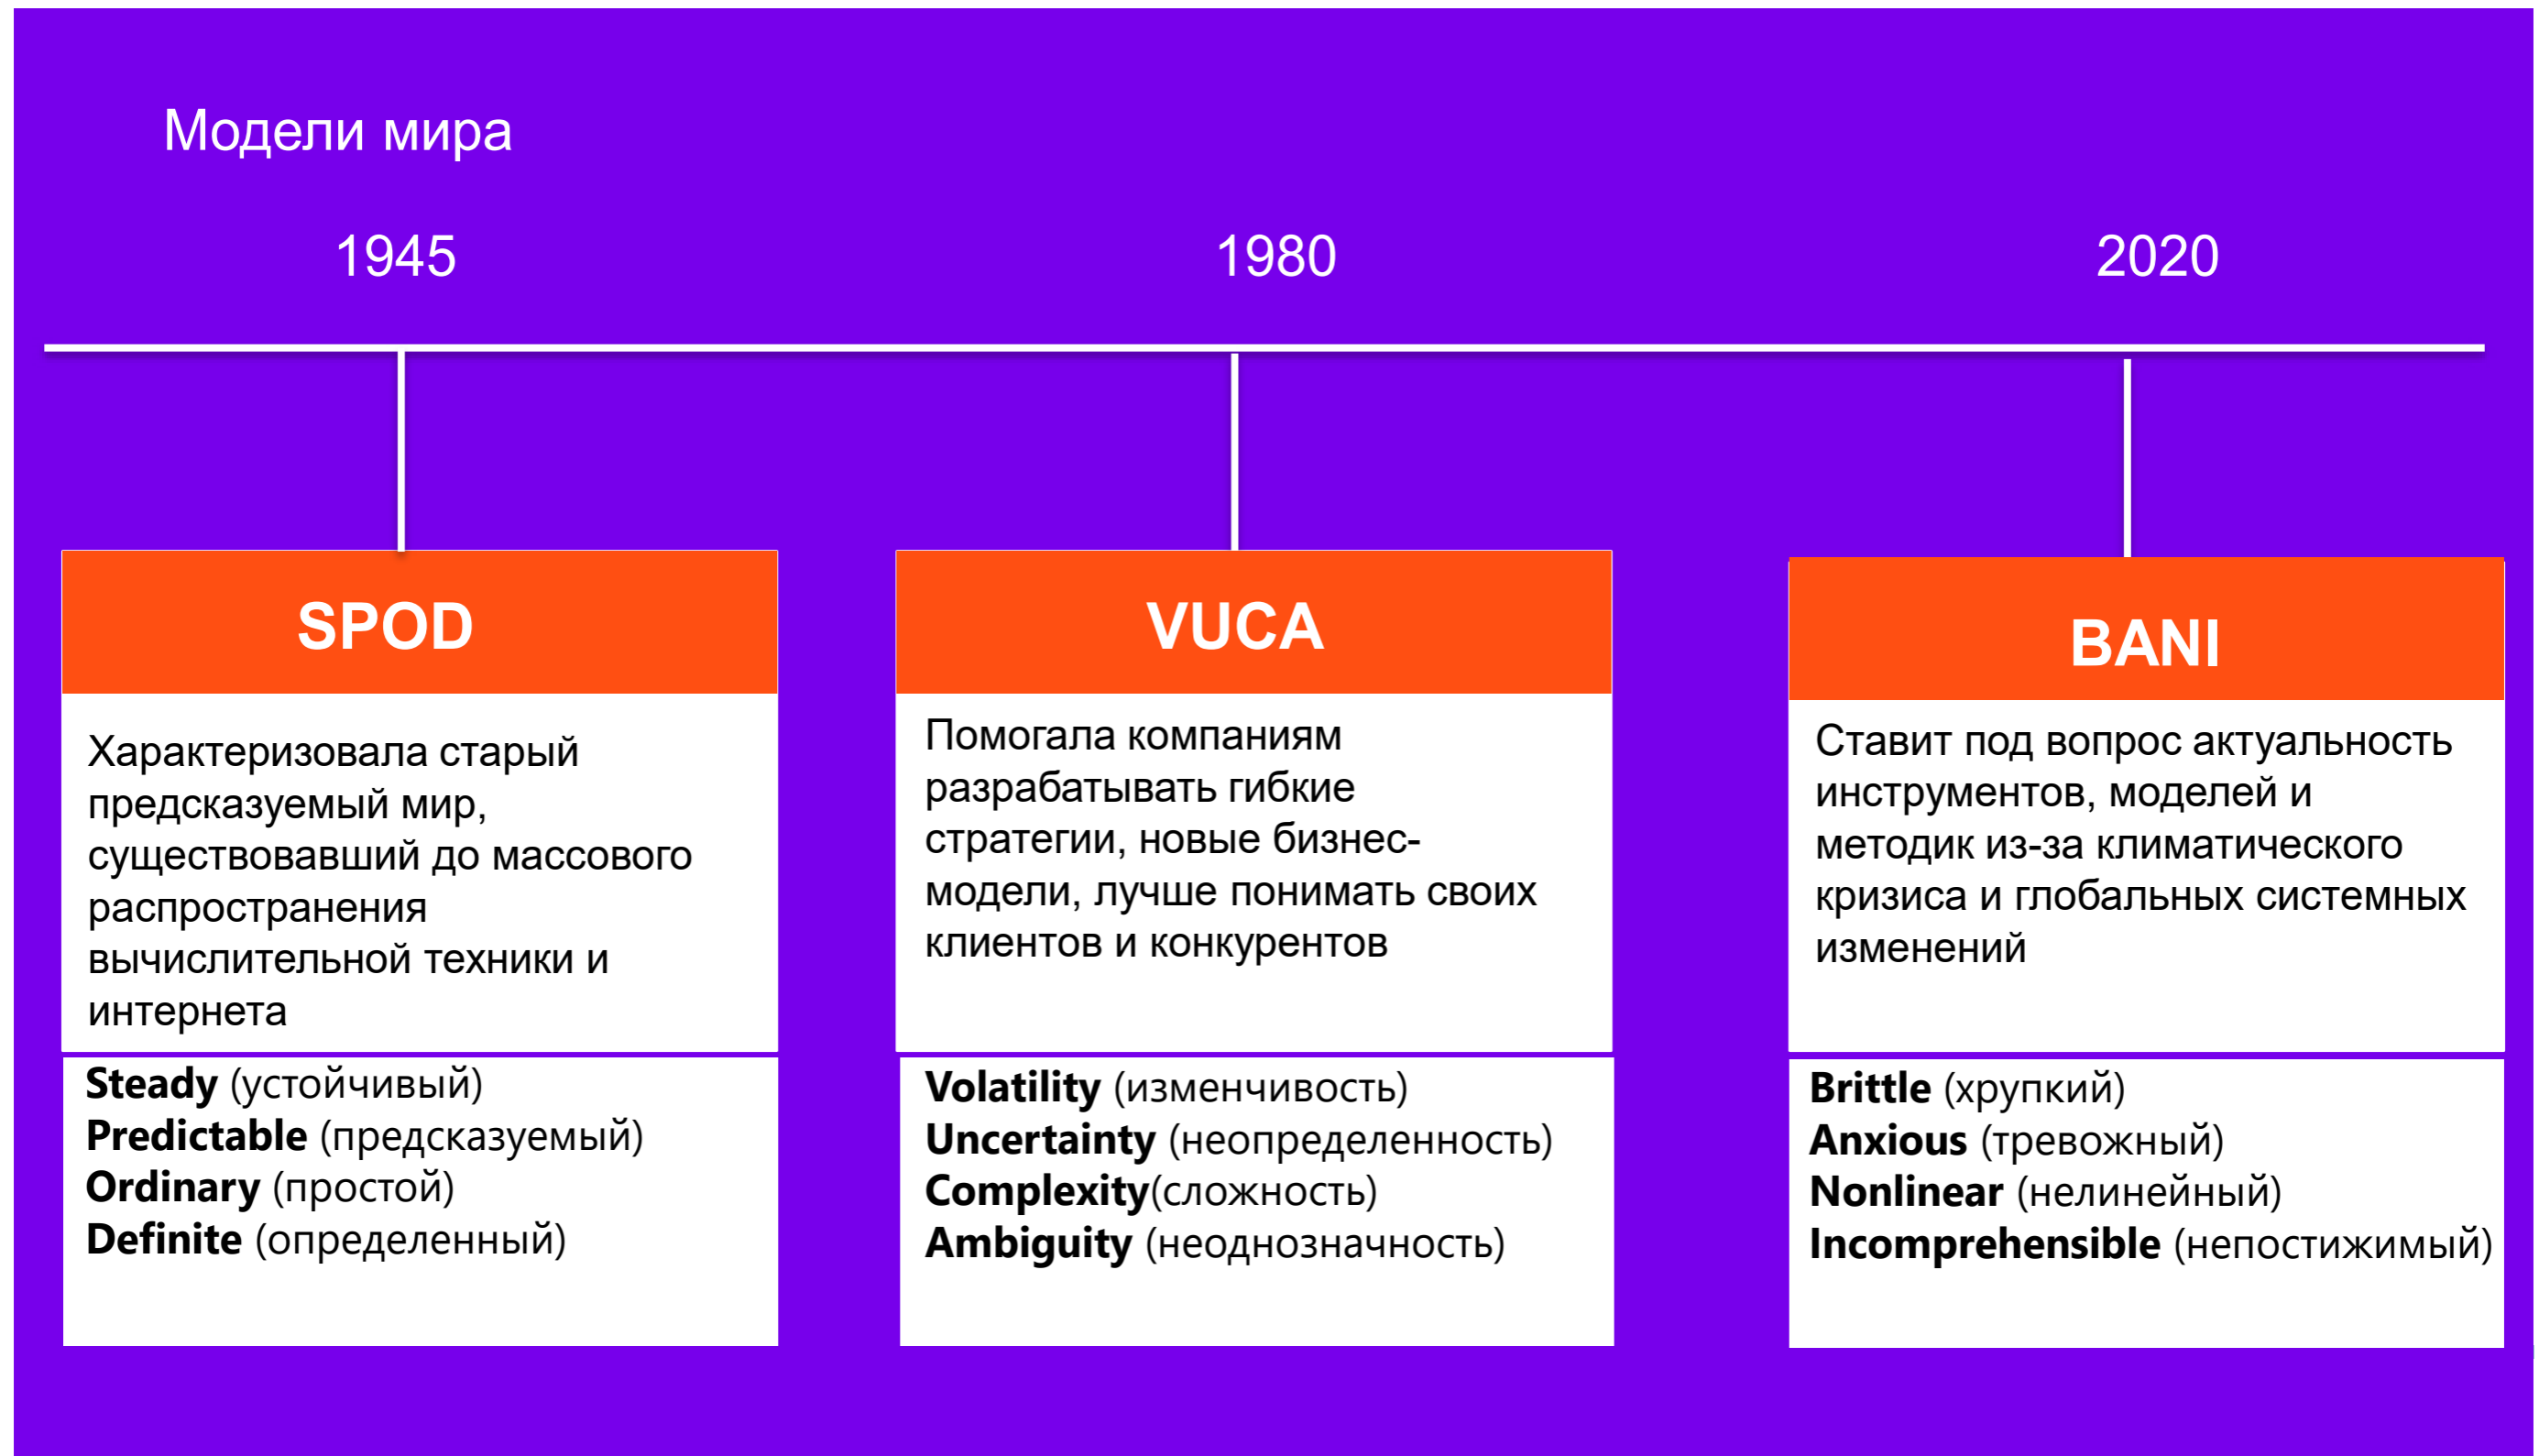 Модели мира
1945
1980
2020
SPOD
Характеризовала старый
предсказуемый мир,
существовавший до массового
распространения
вычислительной техники и
интернета
Steady (устойчивый)
Predictable (предсказуемый)
Ordinary (простой)
Definite (определенный)
VUCA
Помогала компаниям
разрабатывать гибкие
стратегии, новые бизнес-
модели, лучше понимать своих
клиентов и конкурентов
Volatility (изменчивость)
Uncertainty (неопределенность)
Complexity(сложность)
Ambiguity (неоднозначность)
BANI
Ставит под вопрос актуальность
инструментов, моделей и
методик из-за климатического
кризиса и глобальных системных
изменений
Brittle (хрупкий)
Anxious (тревожный)
Nonlinear (нелинейный)
Incomprehensible (непостижимый)